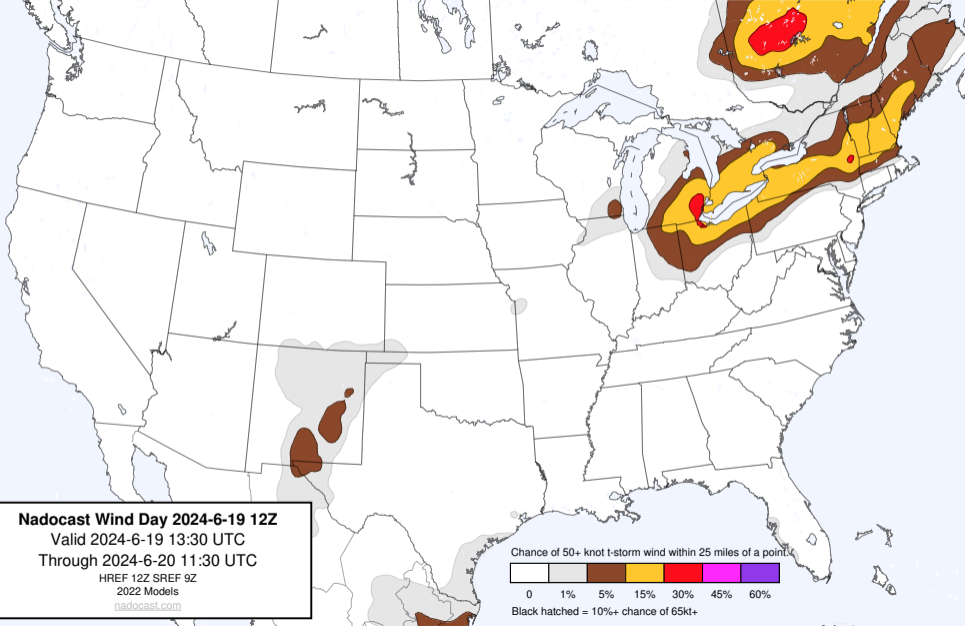 Nadocast Wind Day 2024-6-19 12Z
Valid 2024-6-19 13:30 UTC
Through 2024-6-20 11:30 UTC
HREF 12Z SREF 9Z
2022 Models
nadocast.com
Chance of 50+ knot t-storm wind within 25 miles of a point.
0 1% 5% 15% 30% 45% 60%
Black hatched = 10%+ chance of 65kt+